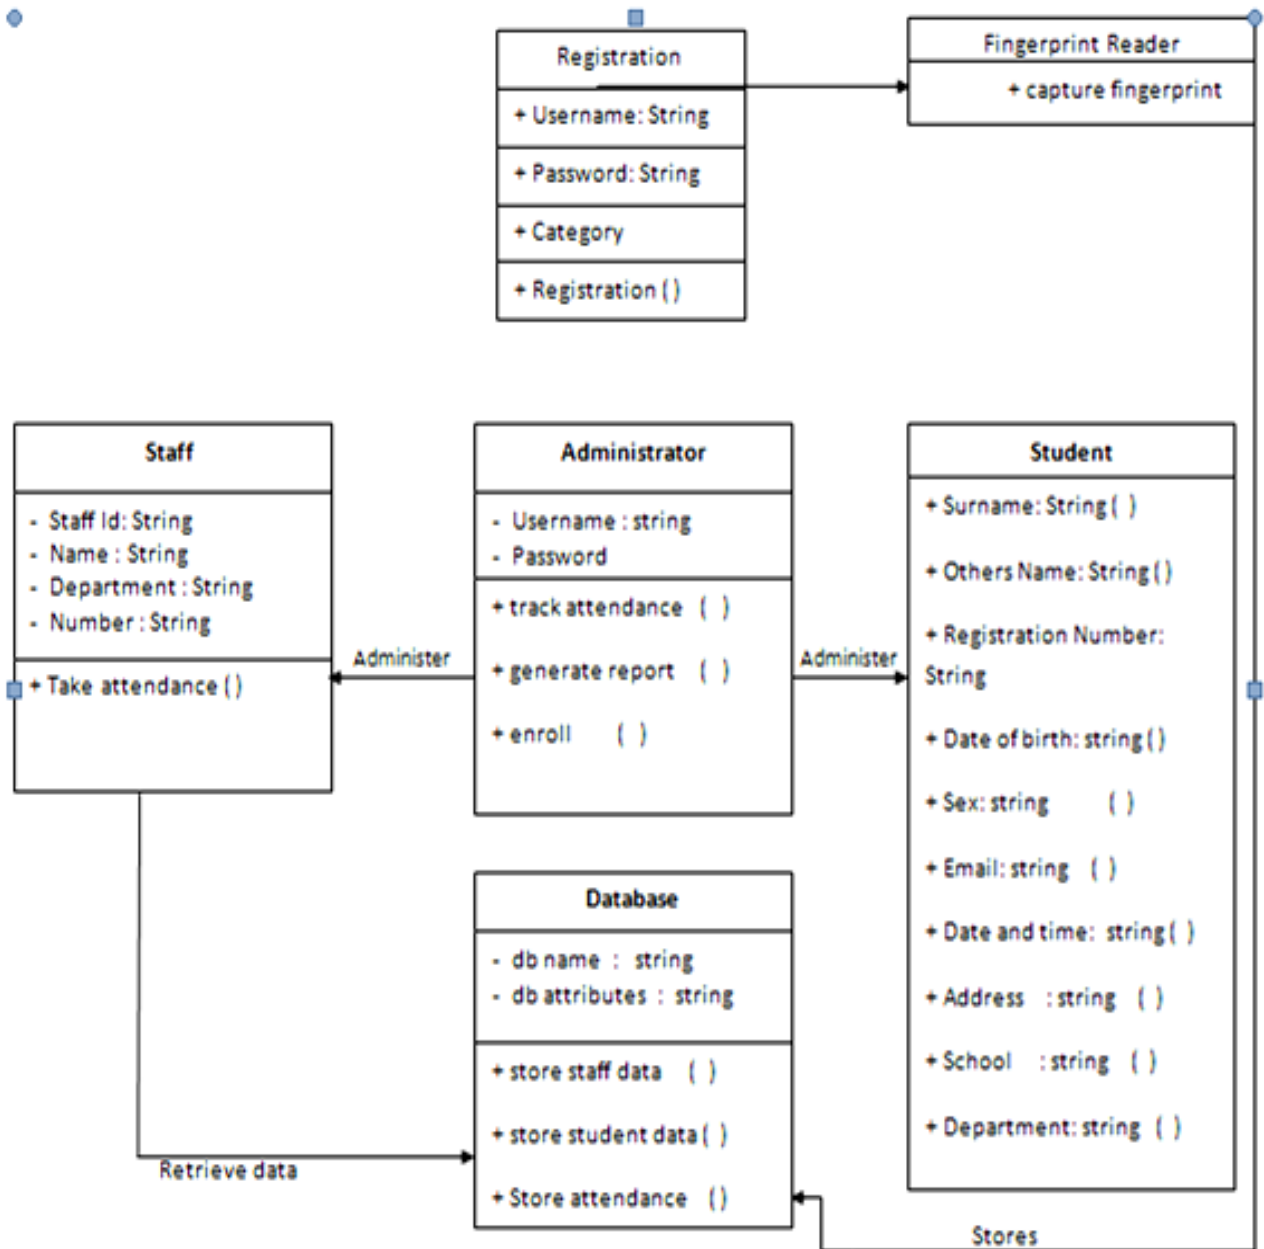 Registration
+ Username: String
+ Password: String
+ Category
+ Registration ( )
Fingerprint Reader
+ capture fingerprint
Staff
- Staff Id: String
- Name : String
- Department : String
- Number : String
+ Take attendance ( )
Administer
Administrator
- Username : string
- Password
+ track attendance ( )
+ generate report ( )
+ enroll ( )
Administer
Student
+ Surname: String ( )
+ Others Name: String ( )
+ Registration Number:
String
+ Date of birth: string ( )
+ Sex: string ( )
+ Email: string ( )
+ Date and time: string ( )
+ Address : string ( )
+ School : string ( )
+ Department: string ( )
Database
- db name : string
- db attributes : string
+ store staff data ( )
+ store student data ( )
+ Store attendance ( )
Retrieve data
Stores